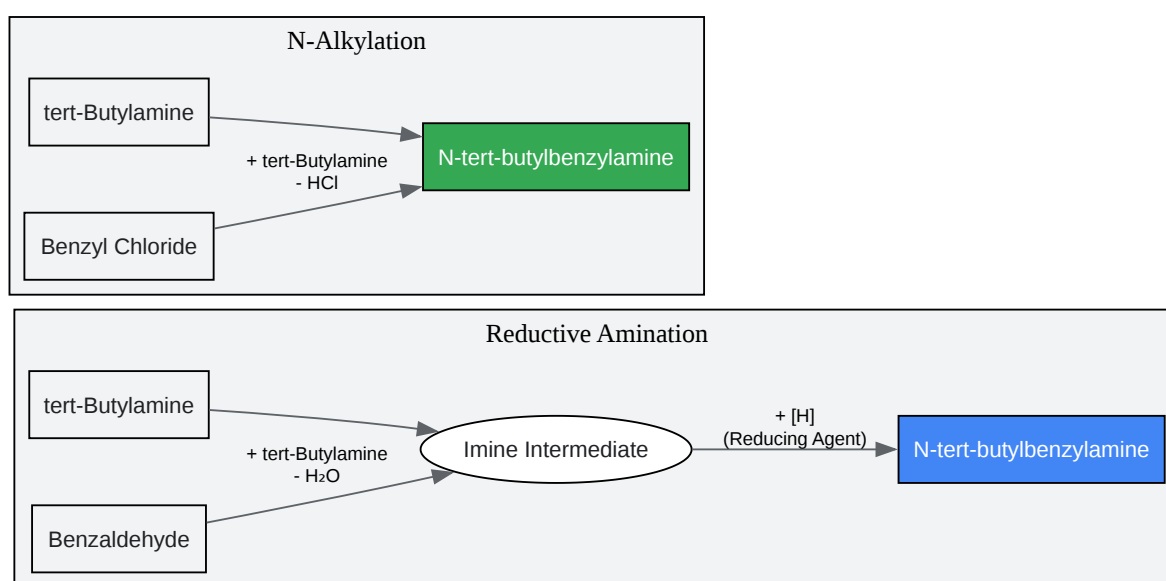 N-Alkylation
tert-Butylamine
+ tert-Butylamine
- HCl
N-tert-butylbenzylamine
Benzyl Chloride
Reductive Amination
tert-Butylamine
+ tert-Butylamine
- H₂O
Benzaldehyde
Imine Intermediate
+ [H]
(Reducing Agent)
N-tert-butylbenzylamine